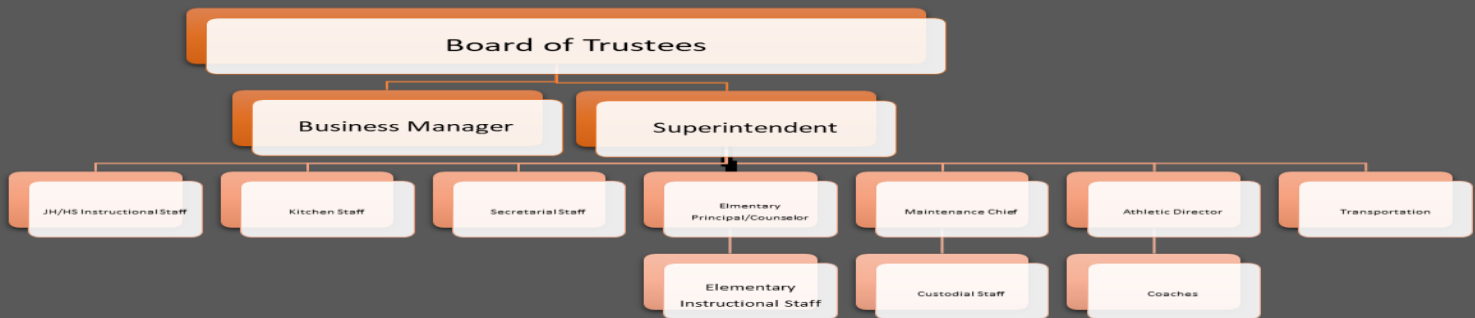 Board of Trustees
Business Manager
Superintendent
JH/HS Instructional Staff
Kitchen Staff
Secretarial Staff
Elmentary
Principal/Counselor
Maintenance Chief
Athletic Director
Transportation
Elementary
Instructional Staff
Custodial Staff
Coaches